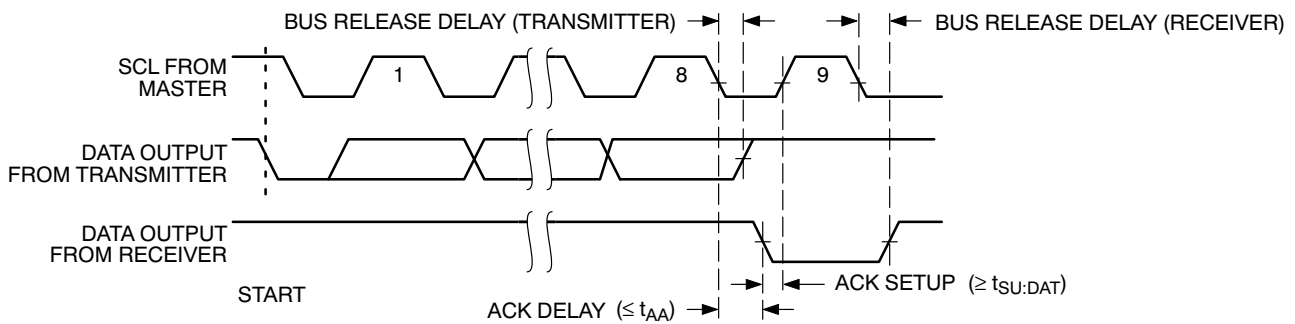 BUS RELEASE DELAY (TRANSMITTER)
BUS RELEASE DELAY (RECEIVER)
SCL FROM
MASTER
1
8
9
DATA OUTPUT
FROM TRANSMITTER
DATA OUTPUT
FROM RECEIVER
START
ACK SETUP (≥ tSU:DAT)
ACK DELAY (≤ tAA)